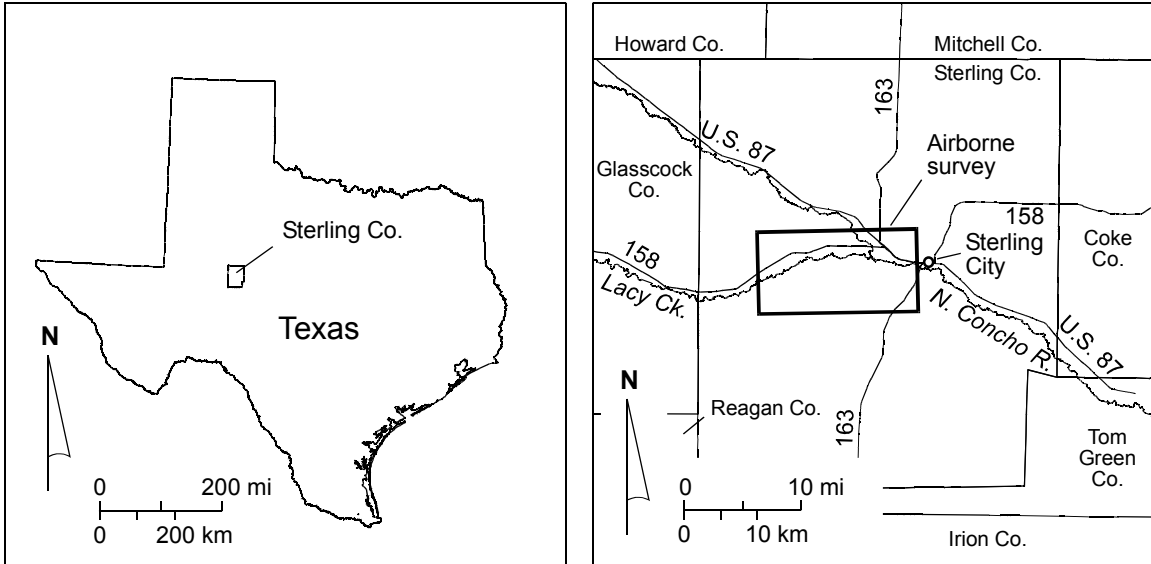 Sterling Co.
Texas
N
0 200 mi
0 200 km
Howard Co.
Mitchell Co.
Sterling Co.
163
U.S. 87
Airborne
survey
Glasscock
Co.
158
Sterling
City
Coke
Co.
158
Lacy Ck.
N. Concho R.
U.S. 87
N
Reagan Co.
163
Tom
Green
Co.
0 10 mi
0 10 km
Irion Co.